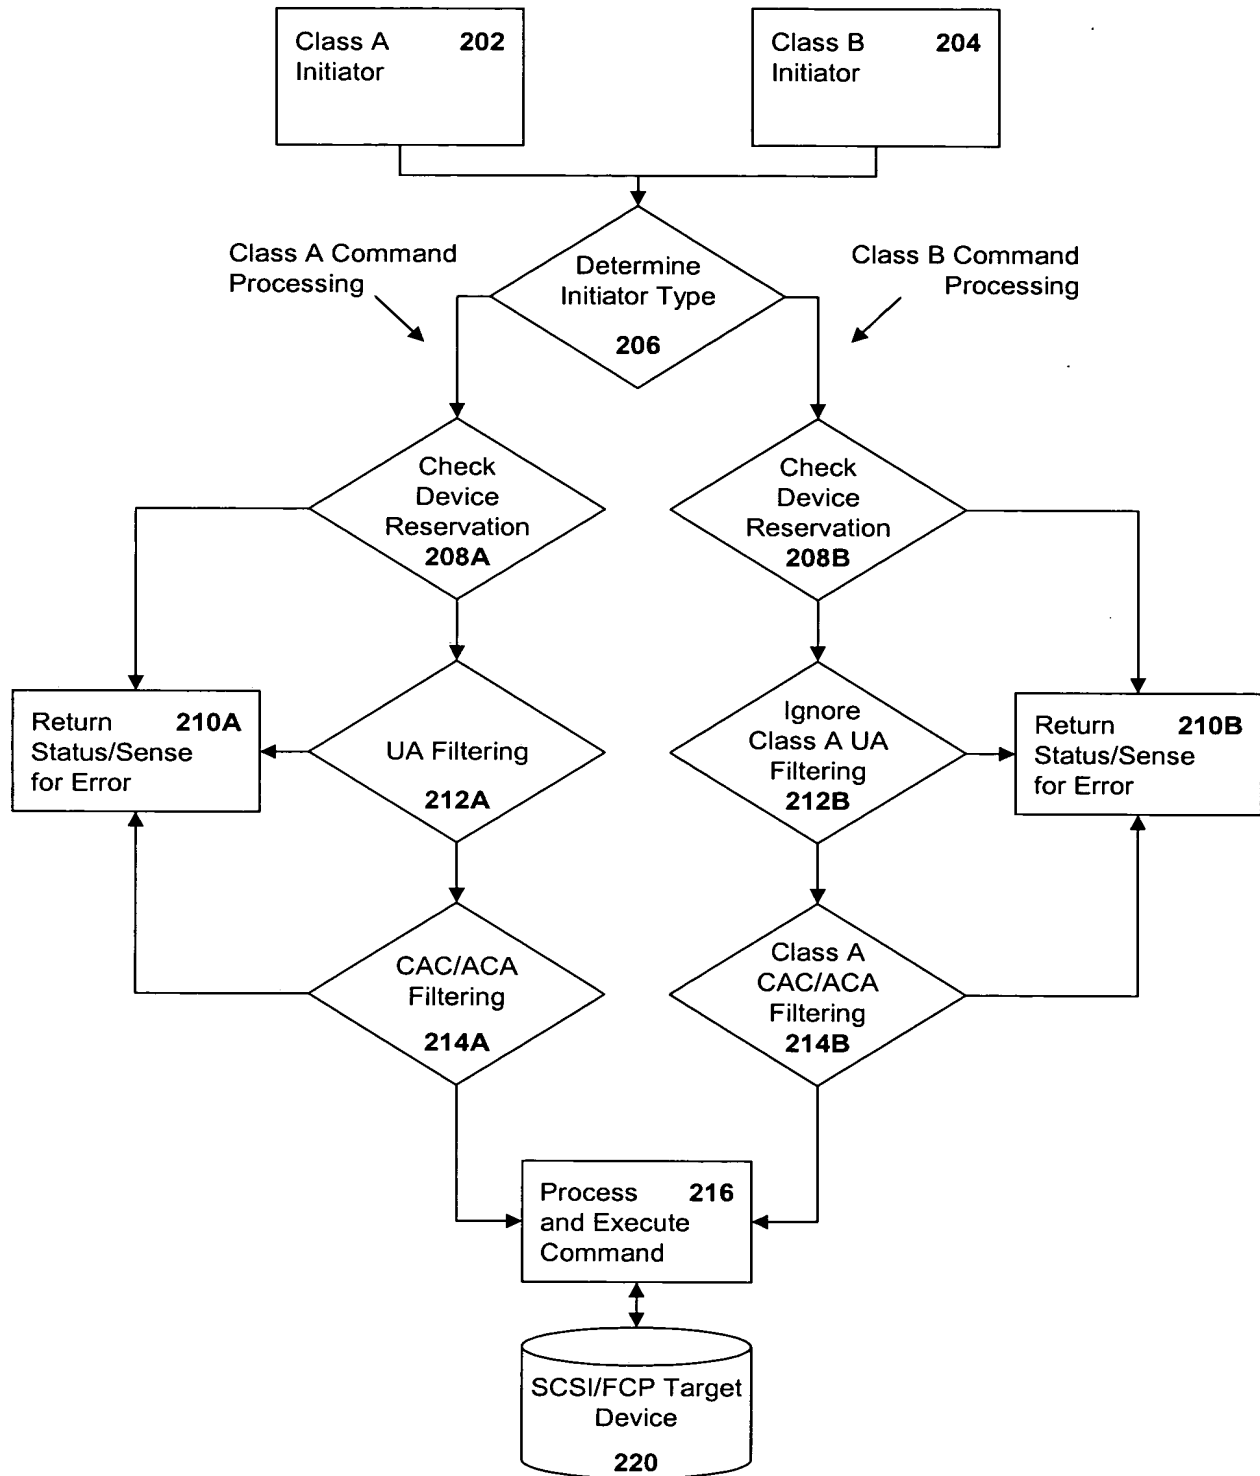 Class A 202
Initiator
Class B 204
Initiator
Class A Command
Processing
Determine
Initiator Type
206
Class B Command
Processing
Check
Device
Reservation
208A
Check
Device
Reservation
208B
Return 210A
Status/Sense
for Error
UA Filtering
212A
Ignore
Class A UA
Filtering
212B
Return 210B
Status/Sense
for Error
CAC/ACA
Filtering
214A
Class A
CAC/ACA
Filtering
214B
Process 216
and Execute
Command
SCSI/FCP Target
Device
220